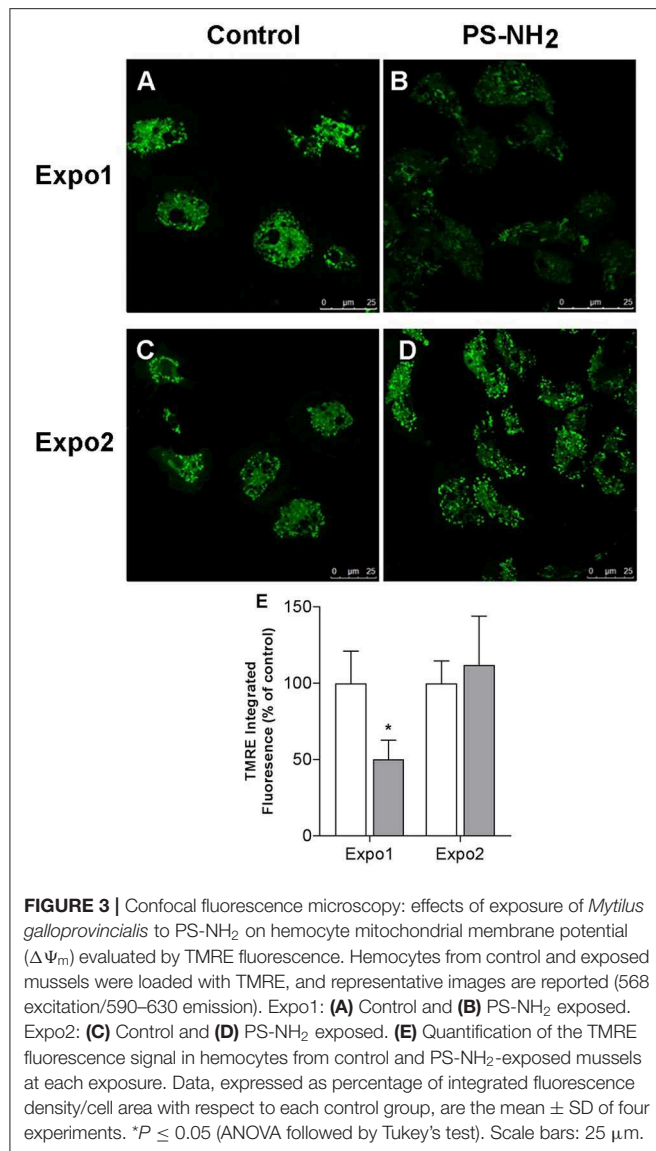 Control PS-NH₂
A B
Expo1
0 µm 25 0 µm 25
C D
Expo2
0 µm 25 0 µm 25
E
150
100
50
0
TMRE Integrated
Fluoresence (% of control)
*
Expo1 Expo2
FIGURE 3 | Confocal fluorescence microscopy: effects of exposure of Mytilus
galloprovincialis to PS-NH₂ on hemocyte mitochondrial membrane potential
(ΔΨₘ) evaluated by TMRE fluorescence. Hemocytes from control and exposed
mussels were loaded with TMRE, and representative images are reported (568
excitation/590–630 emission). Expo1: (A) Control and (B) PS-NH₂ exposed.
Expo2: (C) Control and (D) PS-NH₂ exposed. (E) Quantification of the TMRE
fluorescence signal in hemocytes from control and PS-NH₂-exposed mussels
at each exposure. Data, expressed as percentage of integrated fluorescence
density/cell area with respect to each control group, are the mean ± SD of four
experiments. *P ≤ 0.05 (ANOVA followed by Tukey's test). Scale bars: 25 µm.